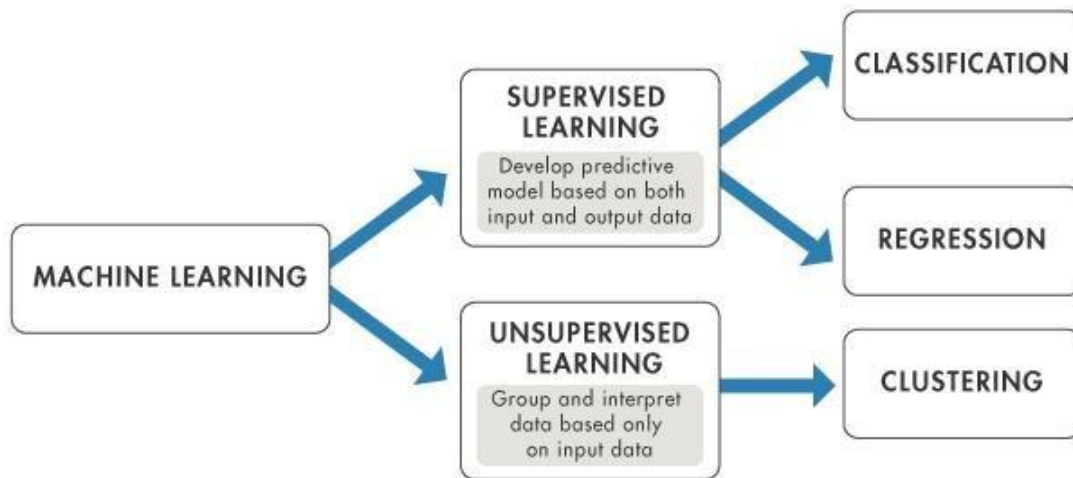 MACHINE LEARNING
SUPERVISED
LEARNING
Develop predictive
model based on both
input and output data
UNSUPERVISED
LEARNING
Group and interpret
data based only
on input data
CLASSIFICATION
REGRESSION
CLUSTERING